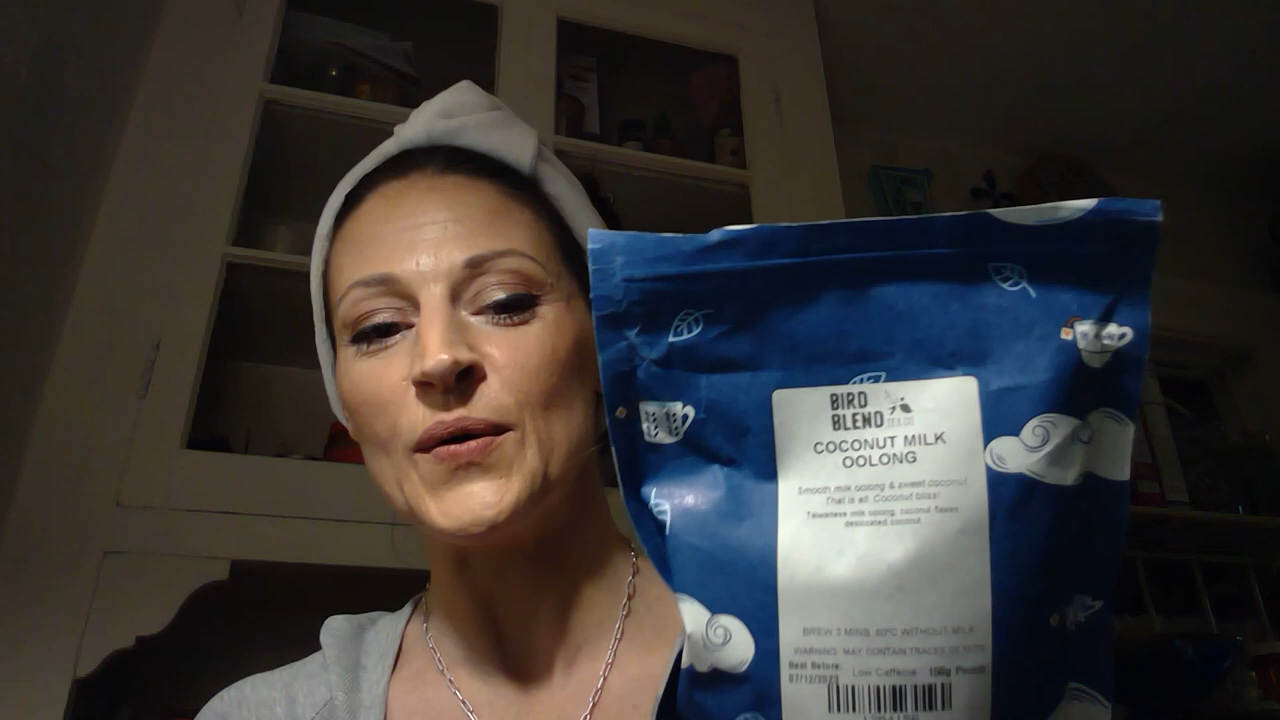 BIRD
BLEND
TEA CO
COCONUT MILK
OOLONG
Smooth milk oolong & sweet coconut.
That is all. Coconut bliss!
Taiwanese milk oolong, coconut flakes
desiccated coconut.
BREW 3 MINS 80°C WITHOUT MILK
WARNING: MAY CONTAIN TRACES OF NUTS
Best Before: Low Caffeine 100g Pouch
07/12/2023